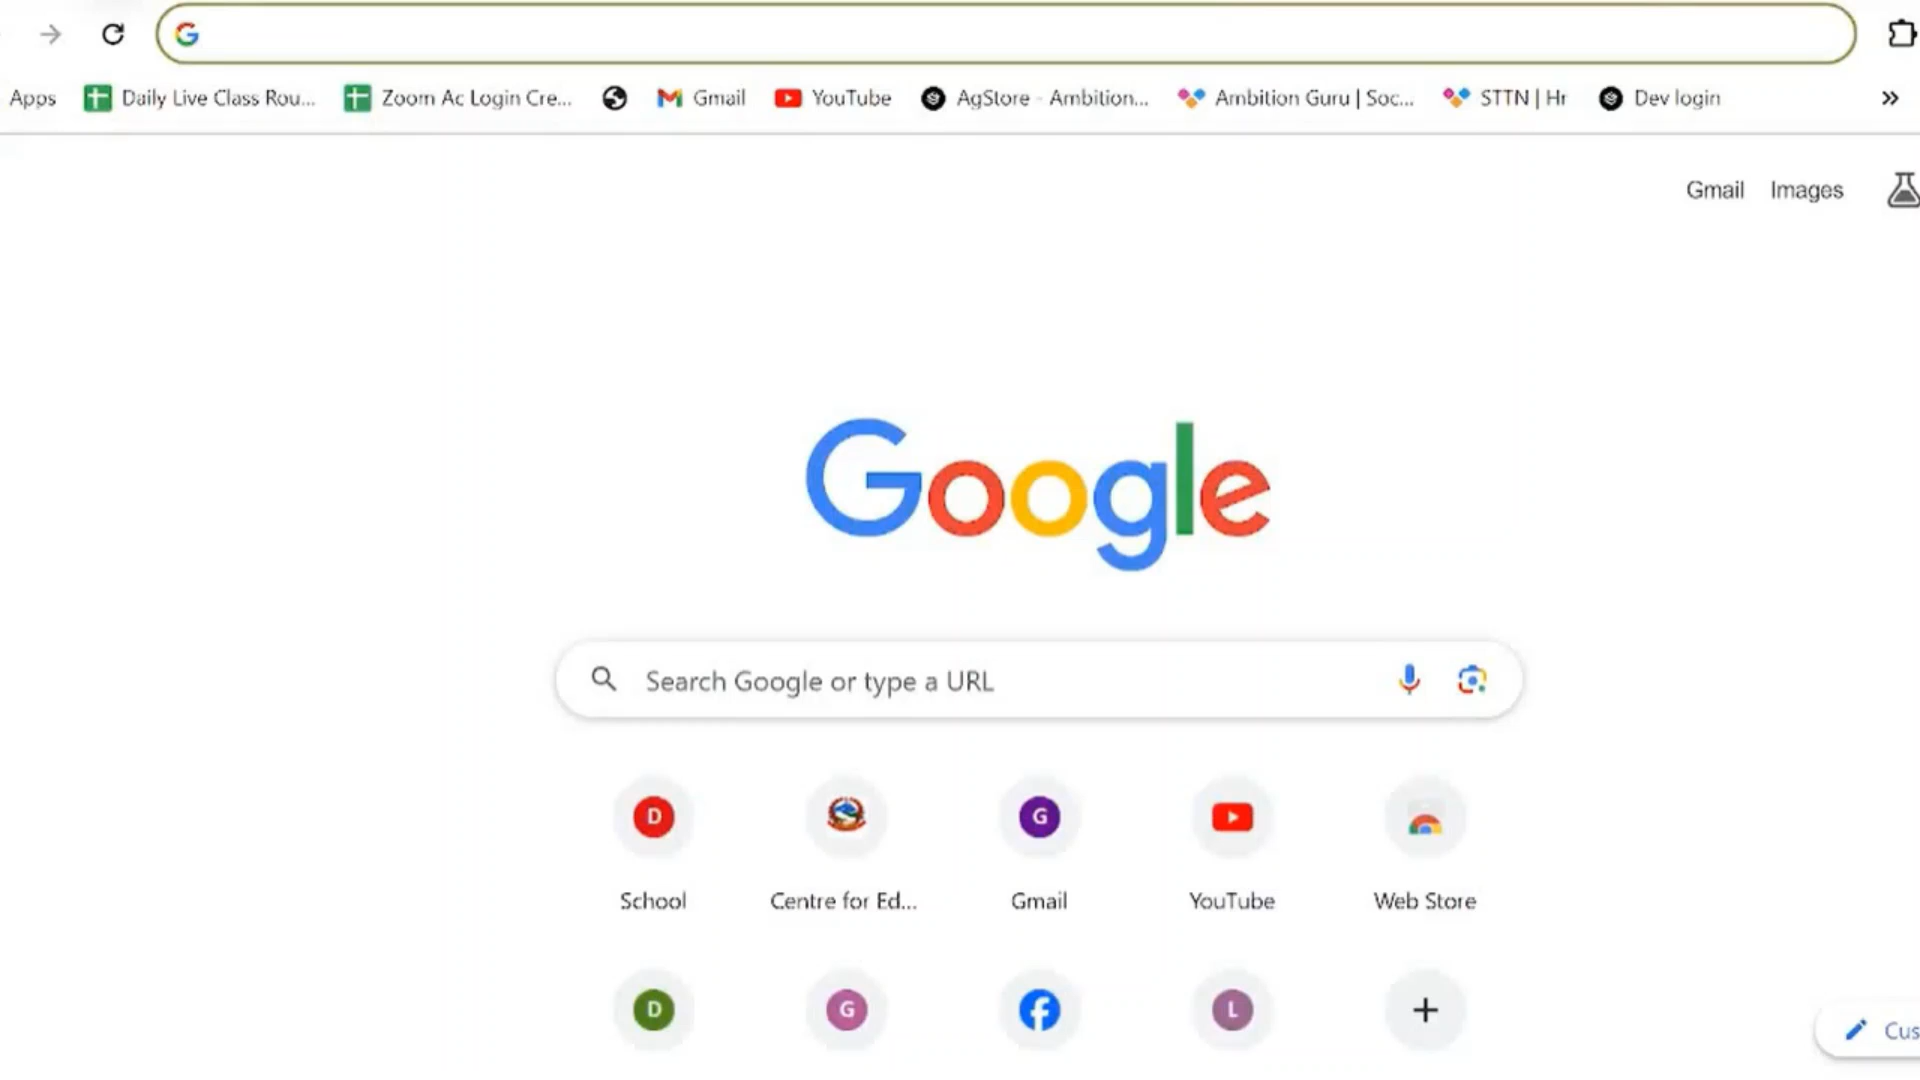 Apps Daily Live Class Rou... Zoom Ac Login Cre... Gmail YouTube AgStore - Ambition... Ambition Guru | Soc... STTN | Hr Dev login »
Gmail Images
Google
Search Google or type a URL
D G
School Centre for Ed... Gmail YouTube Web Store
D G L
Cus